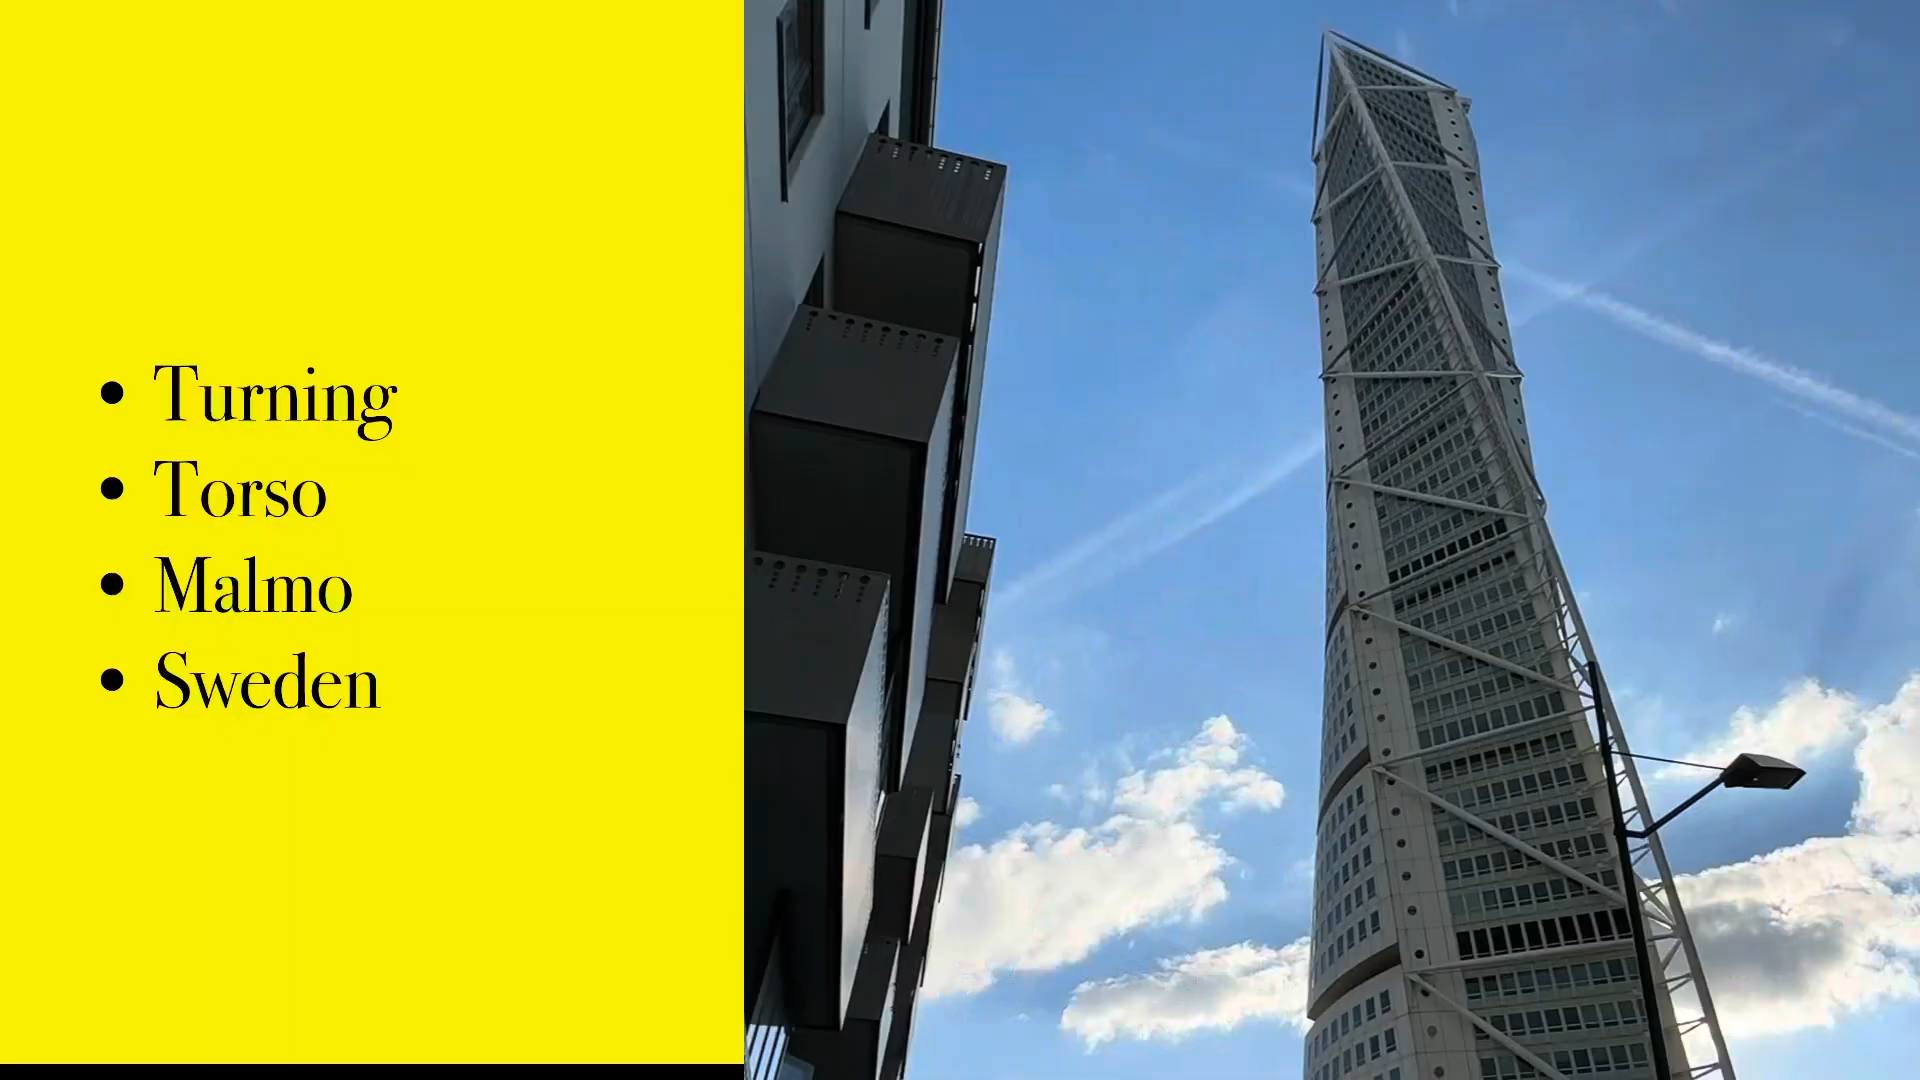 • Turning
• Torso
• Malmo
• Sweden